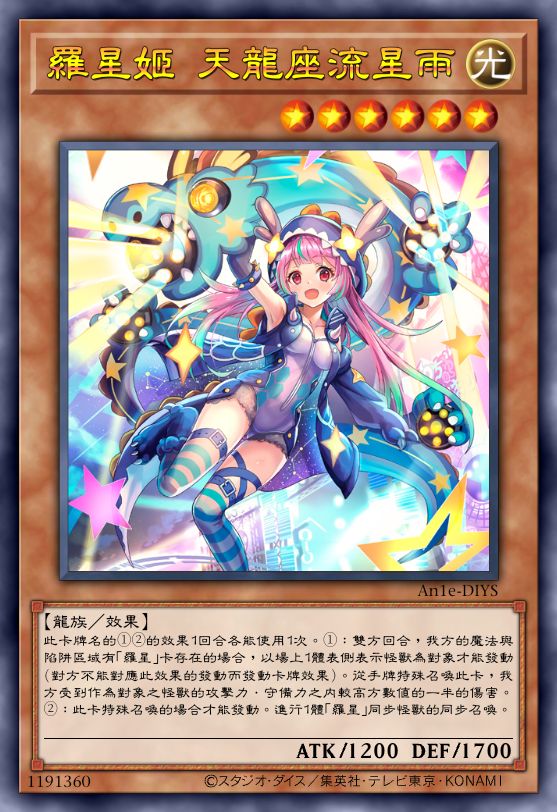 羅星姬 天龍座流星雨 光
An1e-DIYS
【龍族／效果】
此卡牌名的①②的效果1回合各能使用1次。①：雙方回合，我方的魔法與
陷阱區域有「羅星」卡存在的場合，以場上1體表側表示怪獸為對象才能發動
(對方不能對應此效果的發動而發動卡牌效果)。從手牌特殊召喚此卡，我
方受到作為對象之怪獸的攻擊力‧守備力之內較高方數值的一半的傷害。
②：此卡特殊召喚的場合才能發動。進行1體「羅星」同步怪獸的同步召喚。
ATK/1200 DEF/1700
1191360 ©スタジオ・ダイス／集英社・テレビ東京・KONAMI